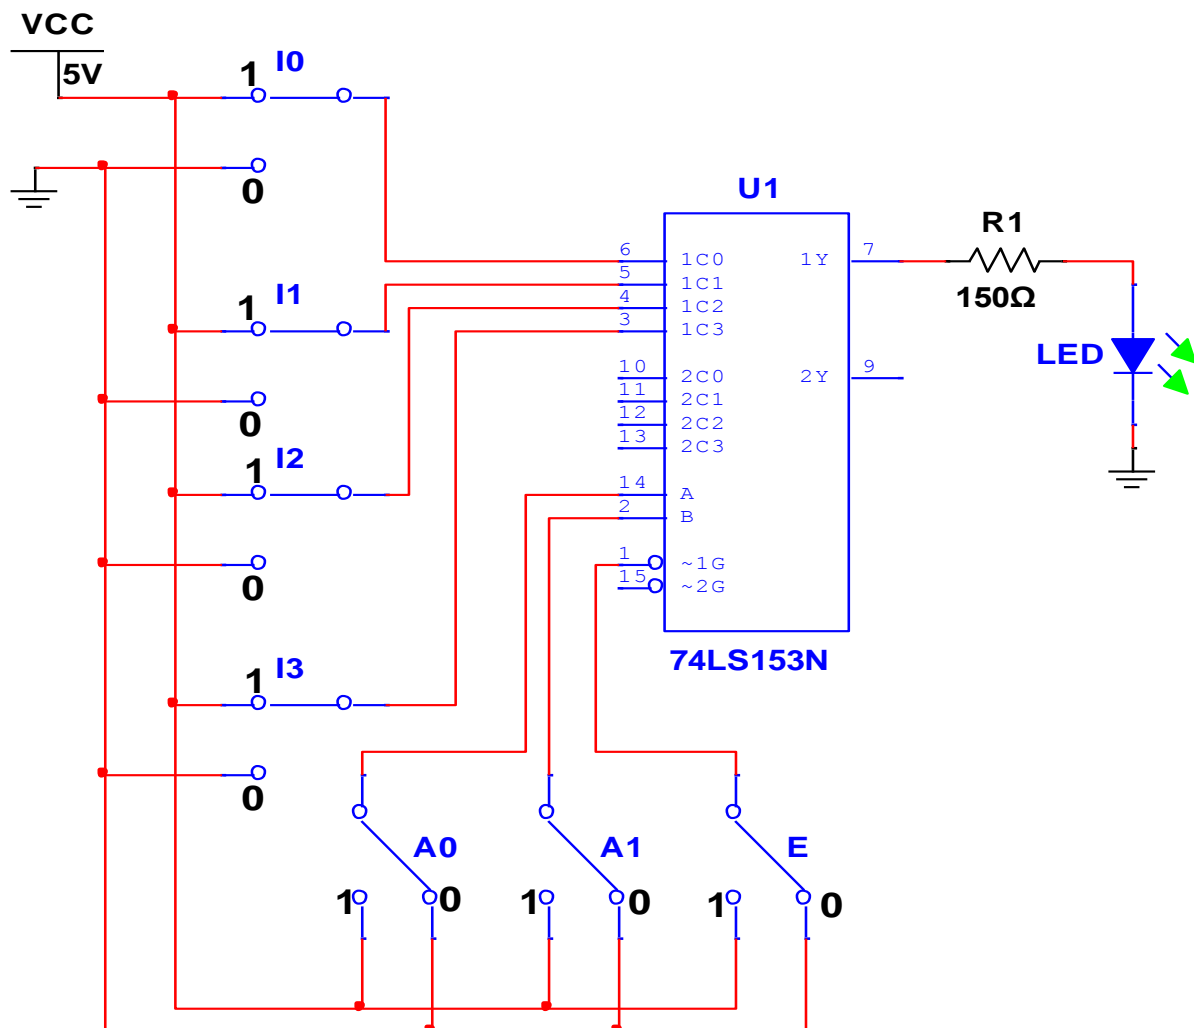 VCC
5V
1 I0
0
1 I1
0
1 I2
0
1 I3
0
U1
6 1C0
5 1C1
4 1C2
3 1C3
10 2C0
11 2C1
12 2C2
13 2C3
14 A
2 B
1 ~1G
15 ~2G
1Y 7
2Y 9
74LS153N
R1
150Ω
LED
A0
1 0
A1
1 0
E
1 0